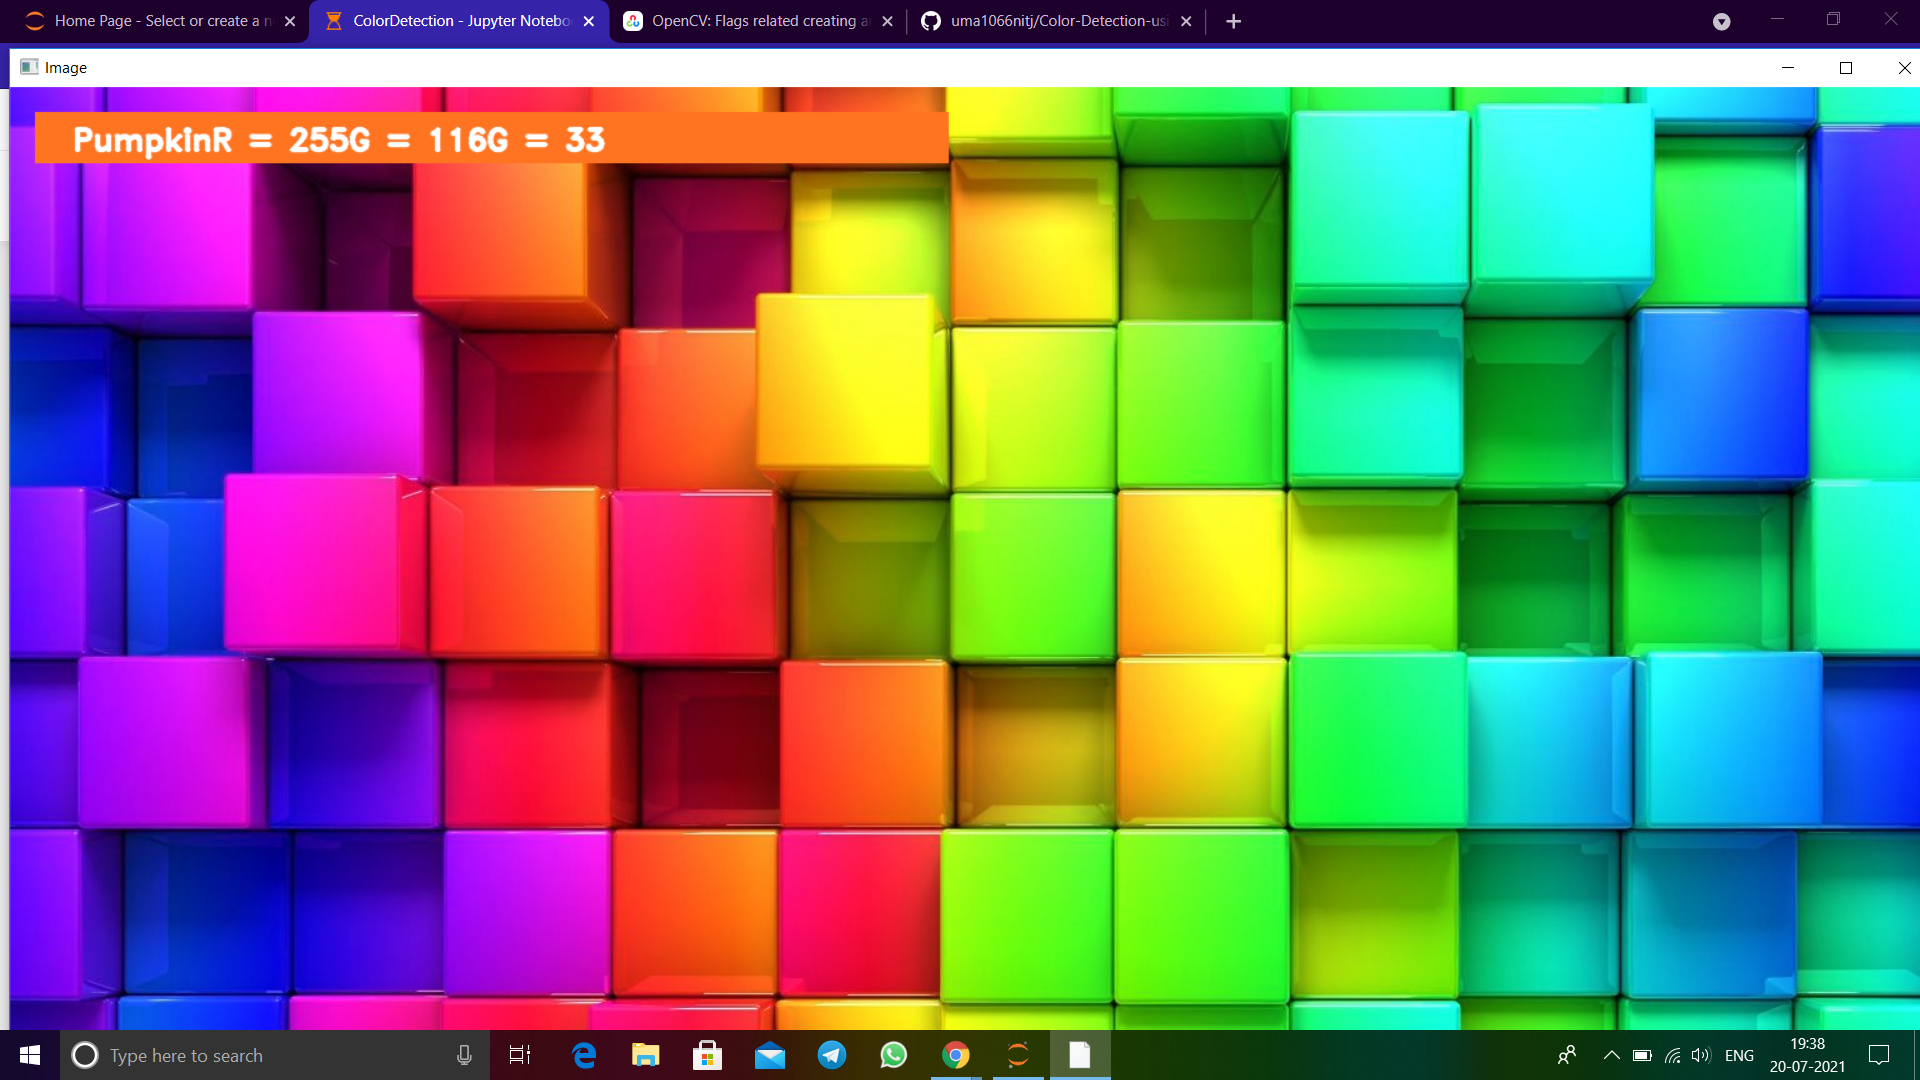 Home Page - Select or create a n
ColorDetection - Jupyter Notebo
OpenCV: Flags related creating a
uma1066nitj/Color-Detection-usi
Image
PumpkinR = 255G = 116G = 33
Type here to search
ENG
19:38
20-07-2021